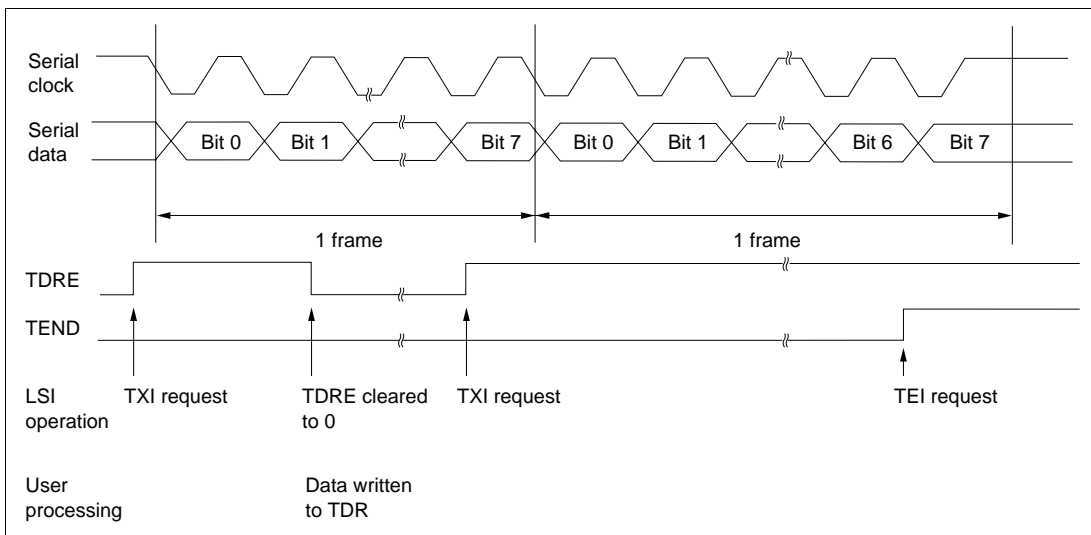 Serial
clock
Serial
data
Bit 0
Bit 1
Bit 7
Bit 0
Bit 1
Bit 6
Bit 7
1 frame
1 frame
TDRE
TEND
LSI
operation
TXI request
TDRE cleared
to 0
TXI request
TEI request
User
processing
Data written
to TDR